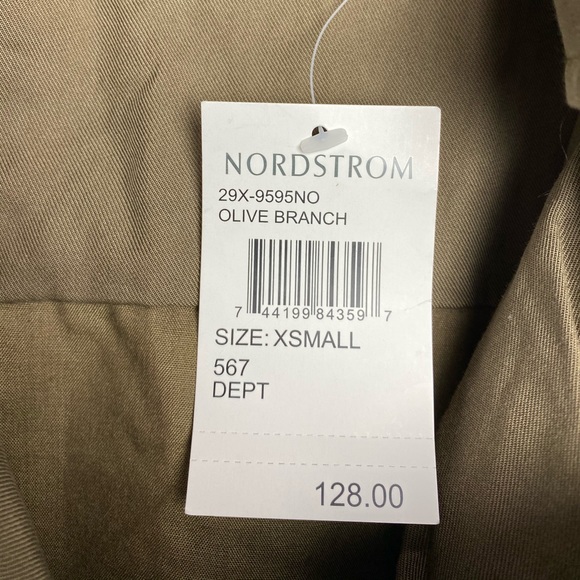 NORDSTROM
29X-9595NO
OLIVE BRANCH
7 44199 84359 7
SIZE: XSMALL
567
DEPT
128.00